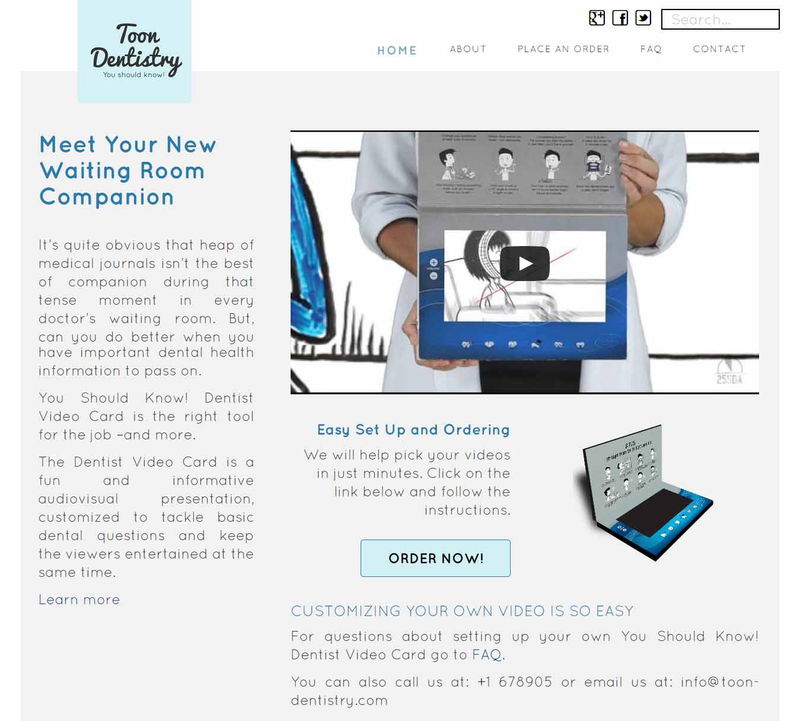 Toon
Dentistry
You should know!
Search...
HOME
ABOUT
PLACE AN ORDER
FAQ
CONTACT
Meet Your New
Waiting Room
Companion
It's quite obvious that heap of
medical journals isn't the best
of companion during that
tense moment in every
doctor's waiting room. But,
can you do better when you
have important dental health
information to pass on.
You Should Know! Dentist
Video Card is the right tool
for the job –and more.
The Dentist Video Card is a
fun and informative
audiovisual presentation,
customized to tackle basic
dental questions and keep
the viewers entertained at the
same time.
Learn more
Easy Set Up and Ordering
We will help pick your videos
in just minutes. Click on the
link below and follow the
instructions.
ORDER NOW!
CUSTOMIZING YOUR OWN VIDEO IS SO EASY
For questions about setting up your own You Should Know!
Dentist Video Card go to FAQ.
You can also call us at: +1 678905 or email us at: info@toon-
dentistry.com